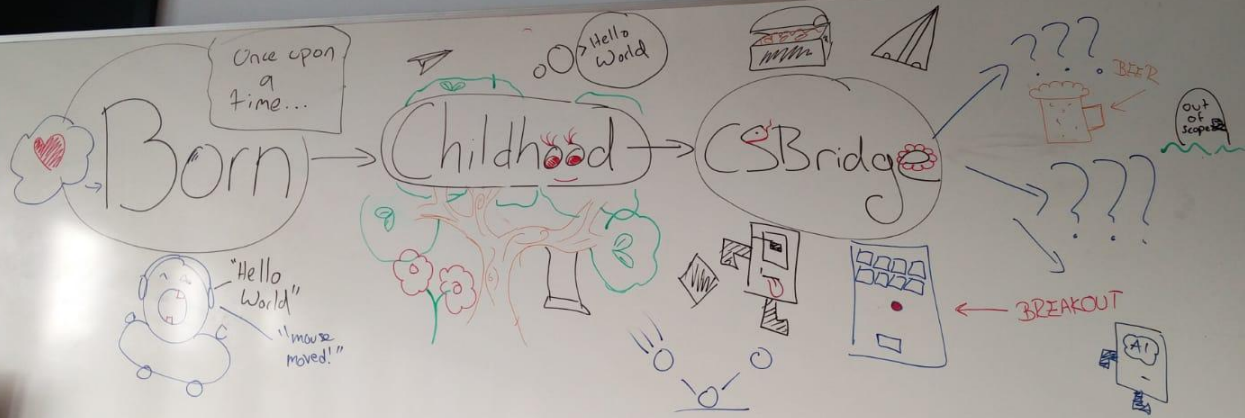 Once upon
a
time...
Born
"Hello
World"
"mouse
moved!"
Hello
World
Childhood
CSBridge
BREAKOUT
???
BEER
out
of
scope
???
AI